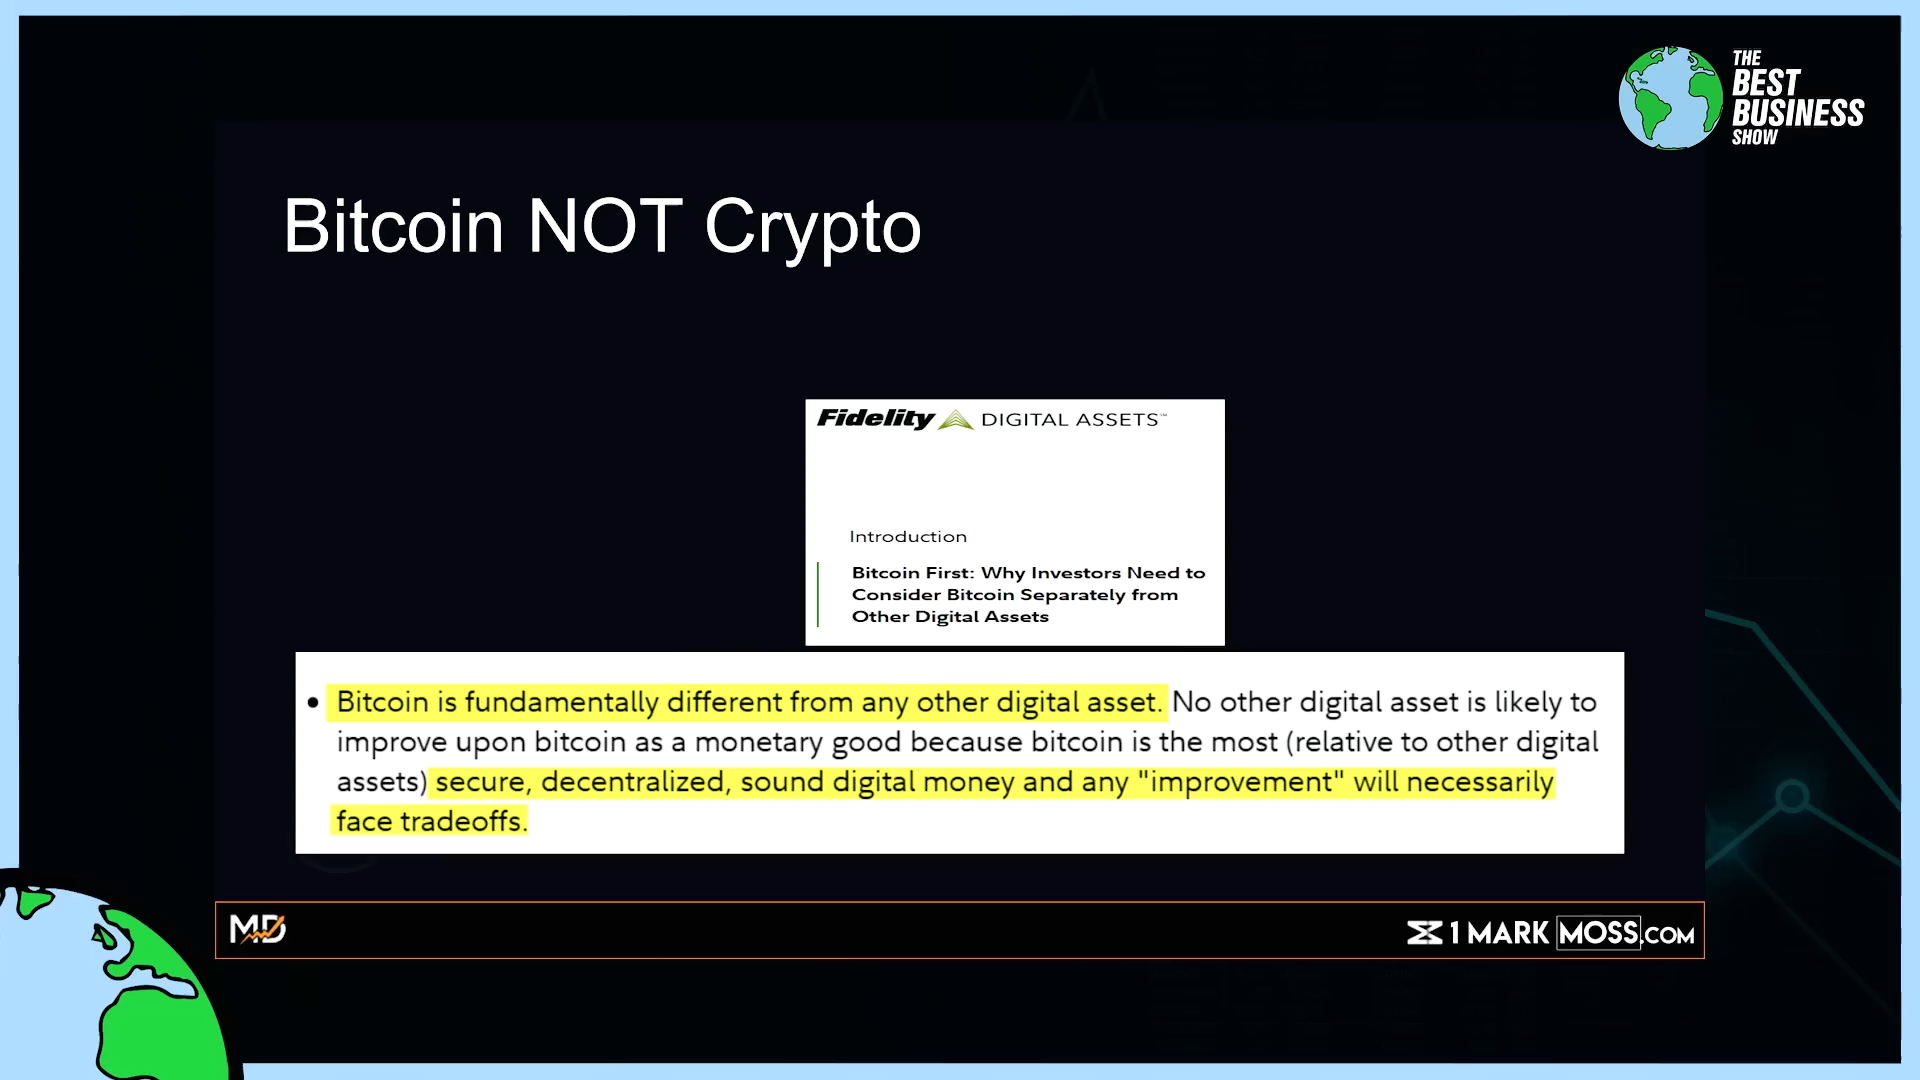 THE
BEST
BUSINESS
SHOW
Bitcoin NOT Crypto
Fidelity DIGITAL ASSETS℠
Introduction
Bitcoin First: Why Investors Need to
Consider Bitcoin Separately from
Other Digital Assets
• Bitcoin is fundamentally different from any other digital asset. No other digital asset is likely to
improve upon bitcoin as a monetary good because bitcoin is the most (relative to other digital
assets) secure, decentralized, sound digital money and any "improvement" will necessarily
face tradeoffs.
MD
1 MARK MOSS.COM